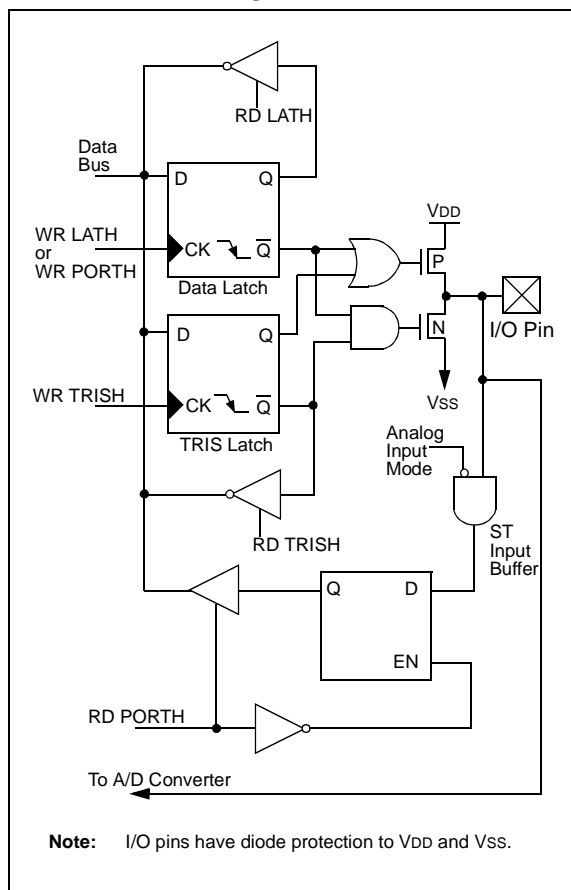 RD LATH
Data
Bus
D
Q
VDD
WR LATH
or
WR PORTH
CK
Q
P
Data Latch
I/O Pin
D
Q
N
WR TRISH
CK
Q
VSS
TRIS Latch
Analog
Input
Mode
RD TRISH
ST
Input
Buffer
Q
D
EN
RD PORTH
To A/D Converter
Note: I/O pins have diode protection to VDD and VSS.